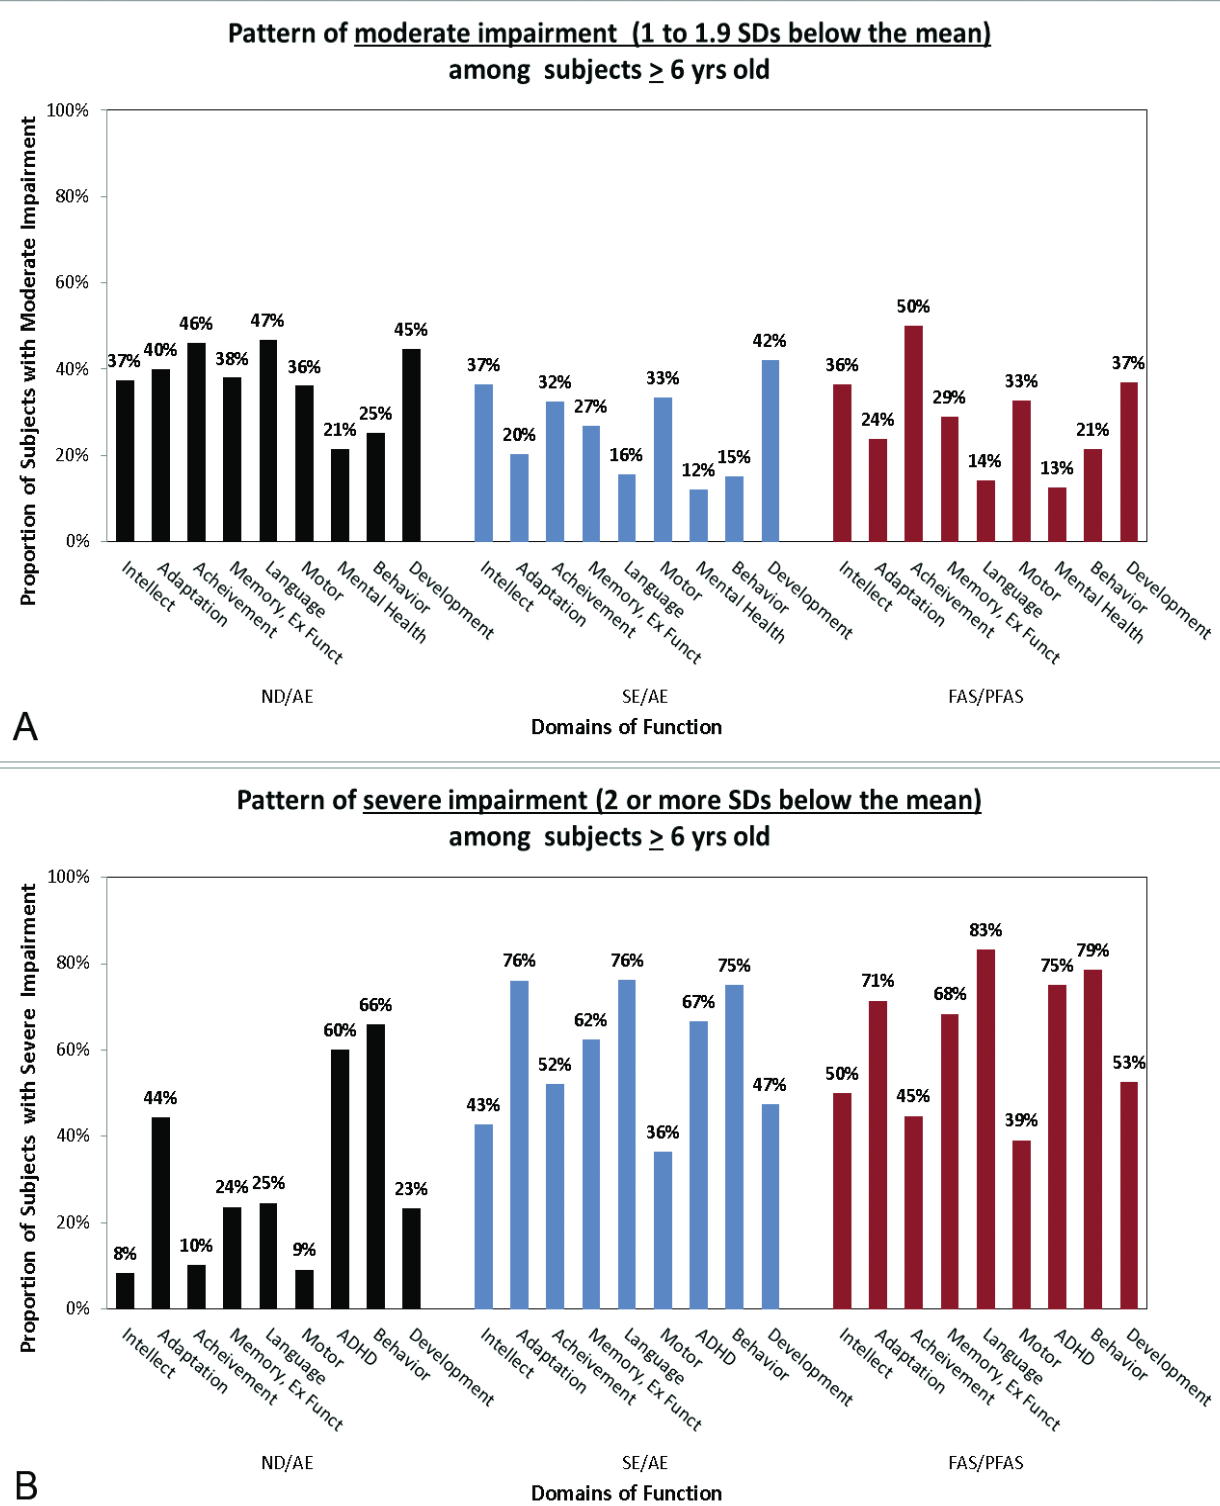 Pattern of moderate impairment (1 to 1.9 SDs below the mean)
among subjects ≥ 6 yrs old
Proportion of Subjects with Moderate Impairment
100%
80%
60%
40%
20%
0%
37% 40% 46% 38% 47% 36% 21% 25% 45%
37% 20% 32% 27% 16% 33% 12% 15% 42%
36% 24% 50% 29% 14% 33% 13% 21% 37%
Intellect
Adaptation
Acheivement
Memory, Ex Funct
Language
Motor
Mental Health
Behavior
Development
Intellect
Adaptation
Acheivement
Memory, Ex Funct
Language
Motor
Mental Health
Behavior
Development
Intellect
Adaptation
Acheivement
Memory, Ex Funct
Language
Motor
Mental Health
Behavior
Development
ND/AE SE/AE FAS/PFAS
Domains of Function
A
Pattern of severe impairment (2 or more SDs below the mean)
among subjects ≥ 6 yrs old
Proportion of Subjects with Severe Impairment
100%
80%
60%
40%
20%
0%
8% 44% 10% 24% 25% 9% 60% 66% 23%
43% 76% 52% 62% 76% 36% 67% 75% 47%
50% 71% 45% 68% 83% 39% 75% 79% 53%
Intellect
Adaptation
Acheivement
Memory, Ex Funct
Language
Motor
ADHD
Behavior
Development
Intellect
Adaptation
Acheivement
Memory, Ex Funct
Language
Motor
ADHD
Behavior
Development
Intellect
Adaptation
Acheivement
Memory, Ex Funct
Language
Motor
ADHD
Behavior
Development
ND/AE SE/AE FAS/PFAS
Domains of Function
B